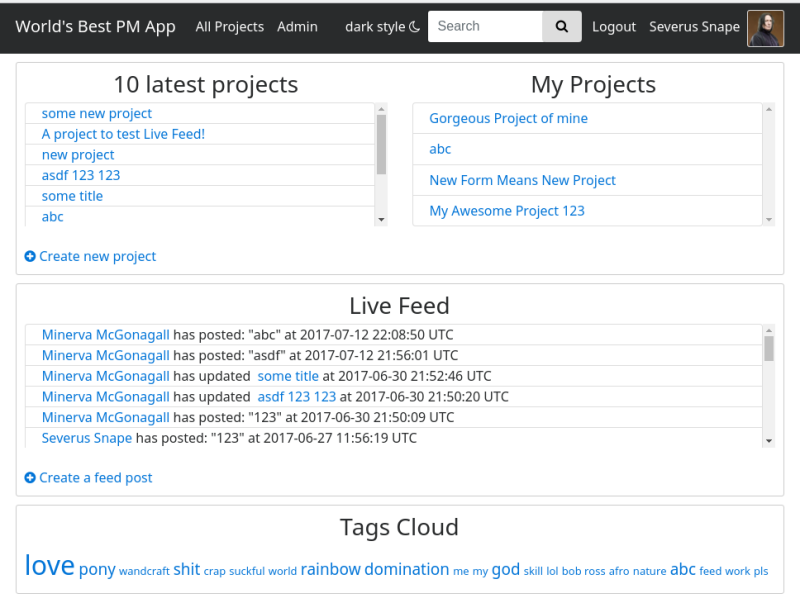 World's Best PM App All Projects Admin dark style Search Logout Severus Snape
10 latest projects
some new project
A project to test Live Feed!
new project
asdf 123 123
some title
abc
Create new project
My Projects
Gorgeous Project of mine
abc
New Form Means New Project
My Awesome Project 123
Live Feed
Minerva McGonagall has posted: "abc" at 2017-07-12 22:08:50 UTC
Minerva McGonagall has posted: "asdf" at 2017-07-12 21:56:01 UTC
Minerva McGonagall has updated some title at 2017-06-30 21:52:46 UTC
Minerva McGonagall has updated asdf 123 123 at 2017-06-30 21:50:20 UTC
Minerva McGonagall has posted: "123" at 2017-06-30 21:50:09 UTC
Severus Snape has posted: "123" at 2017-06-27 11:56:19 UTC
Create a feed post
Tags Cloud
love pony wandcraft shit crap suckful world rainbow domination me my god skill lol bob ross afro nature abc feed work pls